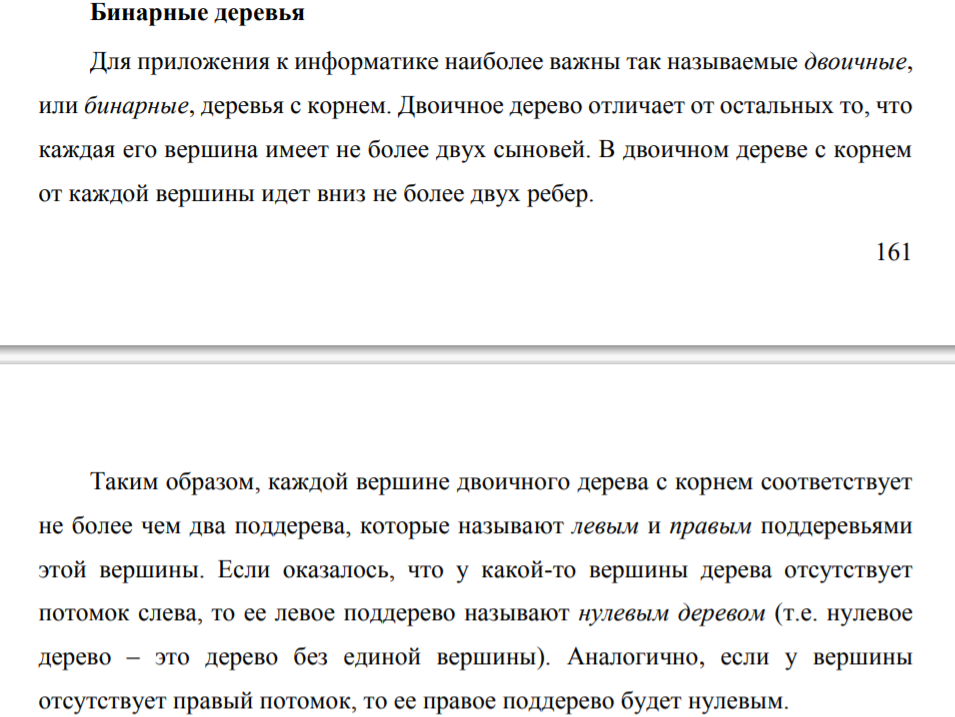 Бинарные деревья
Для приложения к информатике наиболее важны так называемые двоичные,
или бинарные, деревья с корнем. Двоичное дерево отличает от остальных то, что
каждая его вершина имеет не более двух сыновей. В двоичном дереве с корнем
от каждой вершины идет вниз не более двух ребер.
161
Таким образом, каждой вершине двоичного дерева с корнем соответствует
не более чем два поддерева, которые называют левым и правым поддеревьями
этой вершины. Если оказалось, что у какой-то вершины дерева отсутствует
потомок слева, то ее левое поддерево называют нулевым деревом (т.е. нулевое
дерево – это дерево без единой вершины). Аналогично, если у вершины
отсутствует правый потомок, то ее правое поддерево будет нулевым.